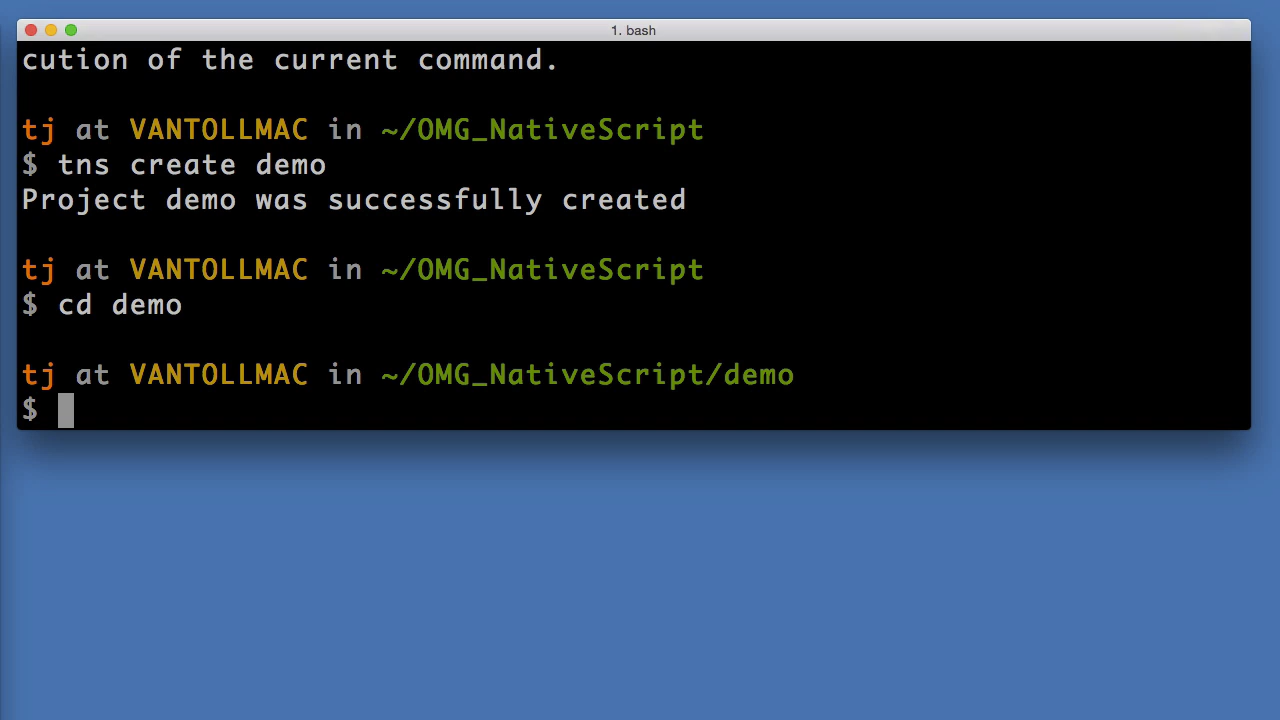 1. bash
cution of the current command.
tj at VANTOLLMAC in ~/OMG_NativeScript
$ tns create demo
Project demo was successfully created
tj at VANTOLLMAC in ~/OMG_NativeScript
$ cd demo
tj at VANTOLLMAC in ~/OMG_NativeScript/demo
$